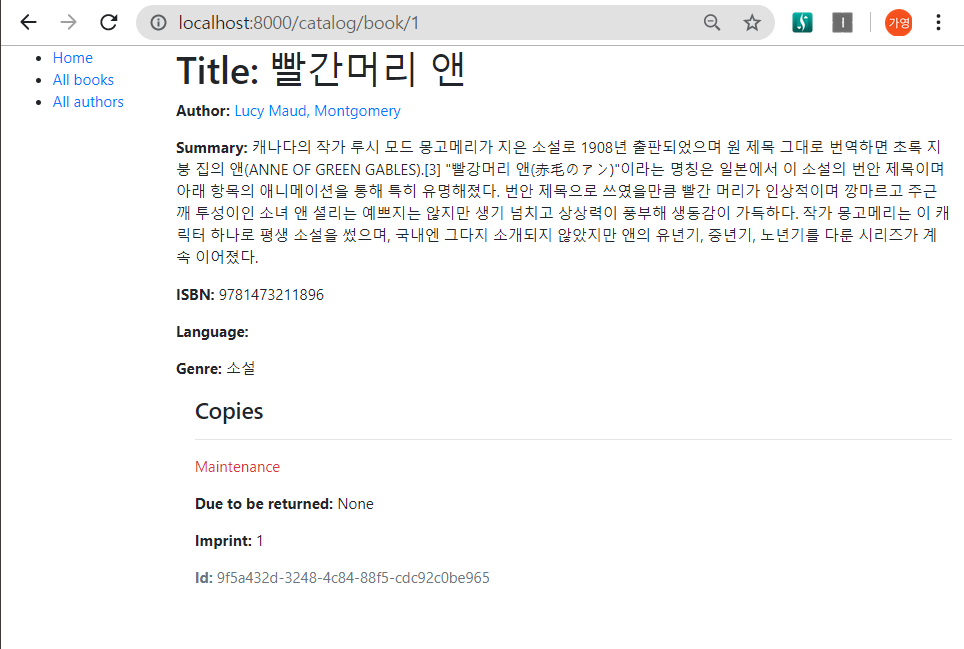 localhost:8000/catalog/book/1
가영
Home
All books
All authors
Title: 빨간머리 앤
Author: Lucy Maud, Montgomery
Summary: 캐나다의 작가 루시 모드 몽고메리가 지은 소설로 1908년 출판되었으며 원 제목 그대로 번역하면 초록 지
붕 집의 앤(ANNE OF GREEN GABLES).[3] "빨강머리 앤(赤毛のアン)"이라는 명칭은 일본에서 이 소설의 번안 제목이며
아래 항목의 애니메이션을 통해 특히 유명해졌다. 번안 제목으로 쓰였을만큼 빨간 머리가 인상적이며 깡마르고 주근
깨 투성이인 소녀 앤 셜리는 예쁘지는 않지만 생기 넘치고 상상력이 풍부해 생동감이 가득하다. 작가 몽고메리는 이 캐
릭터 하나로 평생 소설을 썼으며, 국내엔 그다지 소개되지 않았지만 앤의 유년기, 중년기, 노년기를 다룬 시리즈가 계
속 이어졌다.
ISBN: 9781473211896
Language:
Genre: 소설
Copies
Maintenance
Due to be returned: None
Imprint: 1
Id: 9f5a432d-3248-4c84-88f5-cdc92c0be965